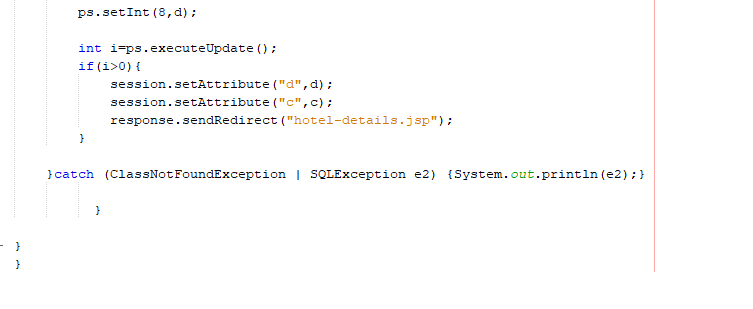 ps.setInt(8,d);
int i=ps.executeUpdate();
if(i>0){
session.setAttribute("d",d);
session.setAttribute("c",c);
response.sendRedirect("hotel-details.jsp");
}
}catch (ClassNotFoundException | SQLException e2) {System.out.println(e2);}
}
}
}